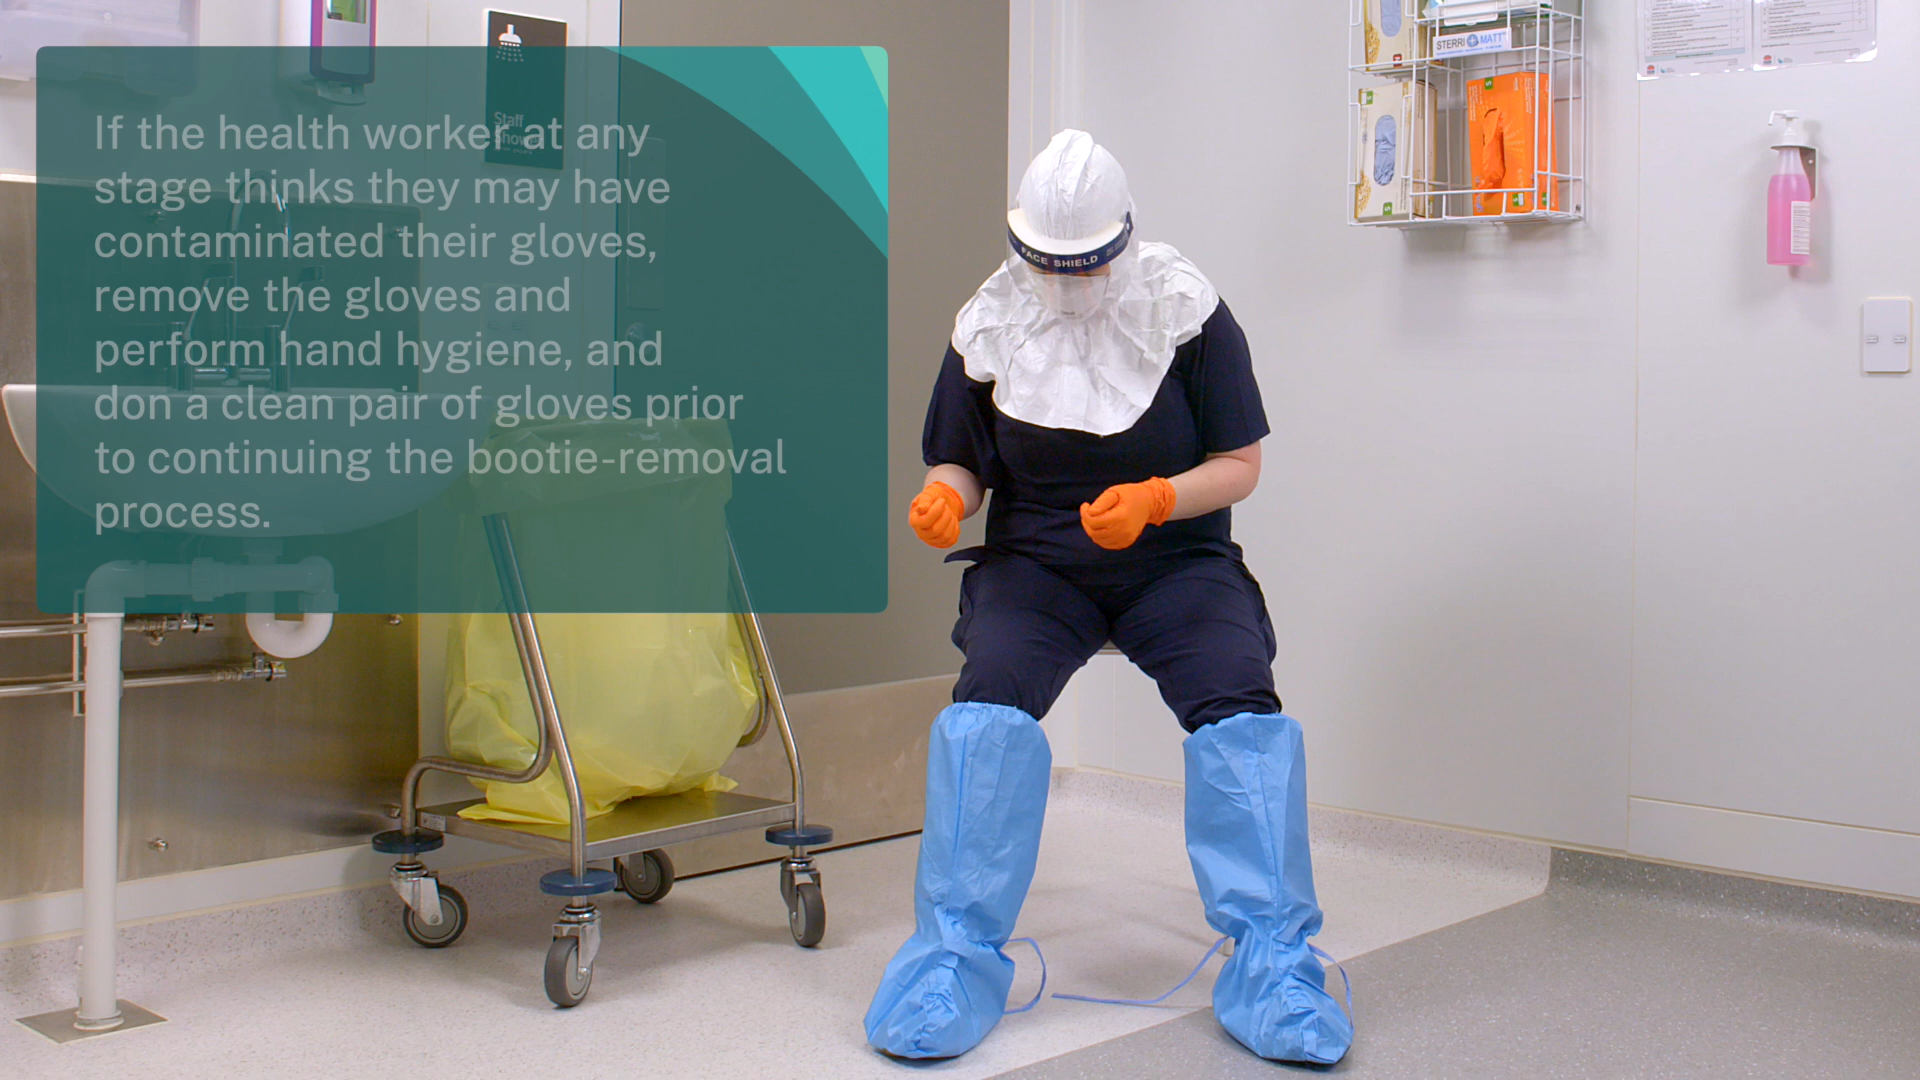 Staff
Shower
If the health worker at any
stage thinks they may have
contaminated their gloves,
remove the gloves and
perform hand hygiene, and
don a clean pair of gloves prior
to continuing the bootie-removal
process.
FACE SHIELD
STERRI MATT